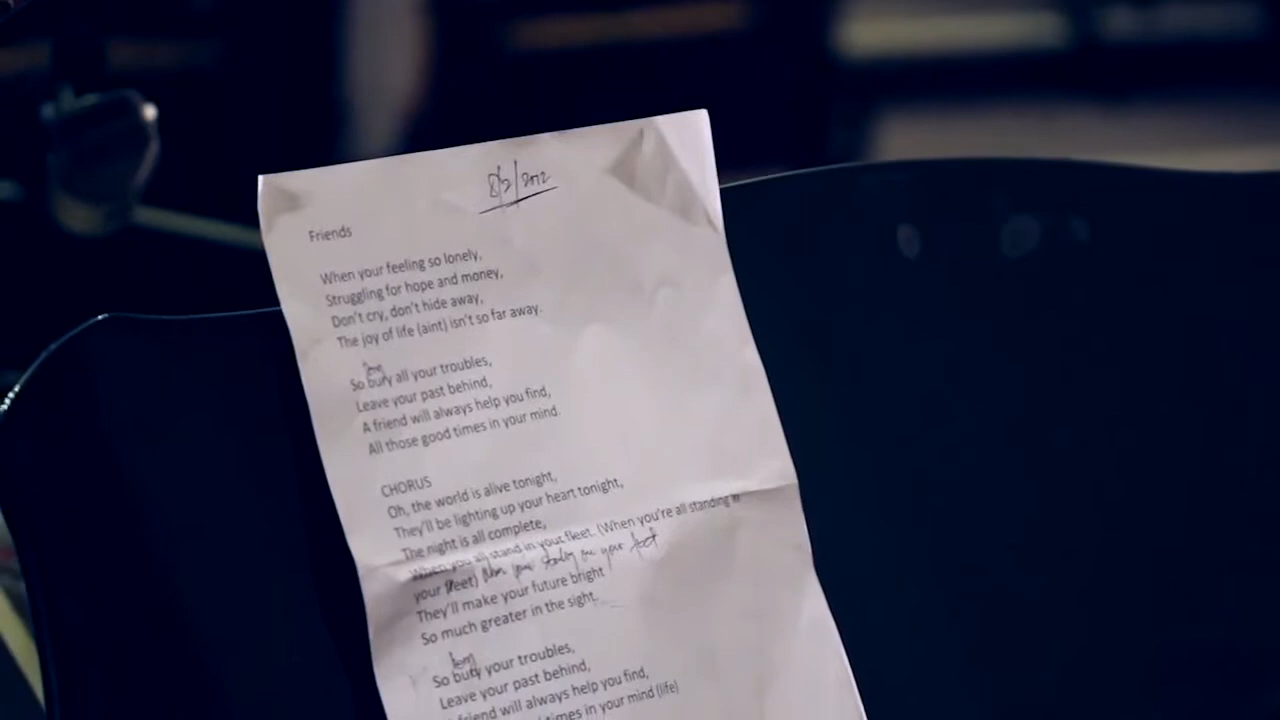 8/2/2012
Friends
When your feeling so lonely,
Struggling for hope and money,
Don't cry, don't hide away,
The joy of life (aint) isn't so far away.
So bury all your troubles,
Leave your past behind,
A friend will always help you find,
All those good times in your mind.
CHORUS
Oh, the world is alive tonight,
They'll be lighting up your heart tonight,
The night is all complete,
When you all stand in your fleet. (When you're all standing in
your fleet) on your feet
They'll make your future bright
So much greater in the sight.
So bury your troubles,
Leave your past behind,
friend will always help you find,
times in your mind (life)